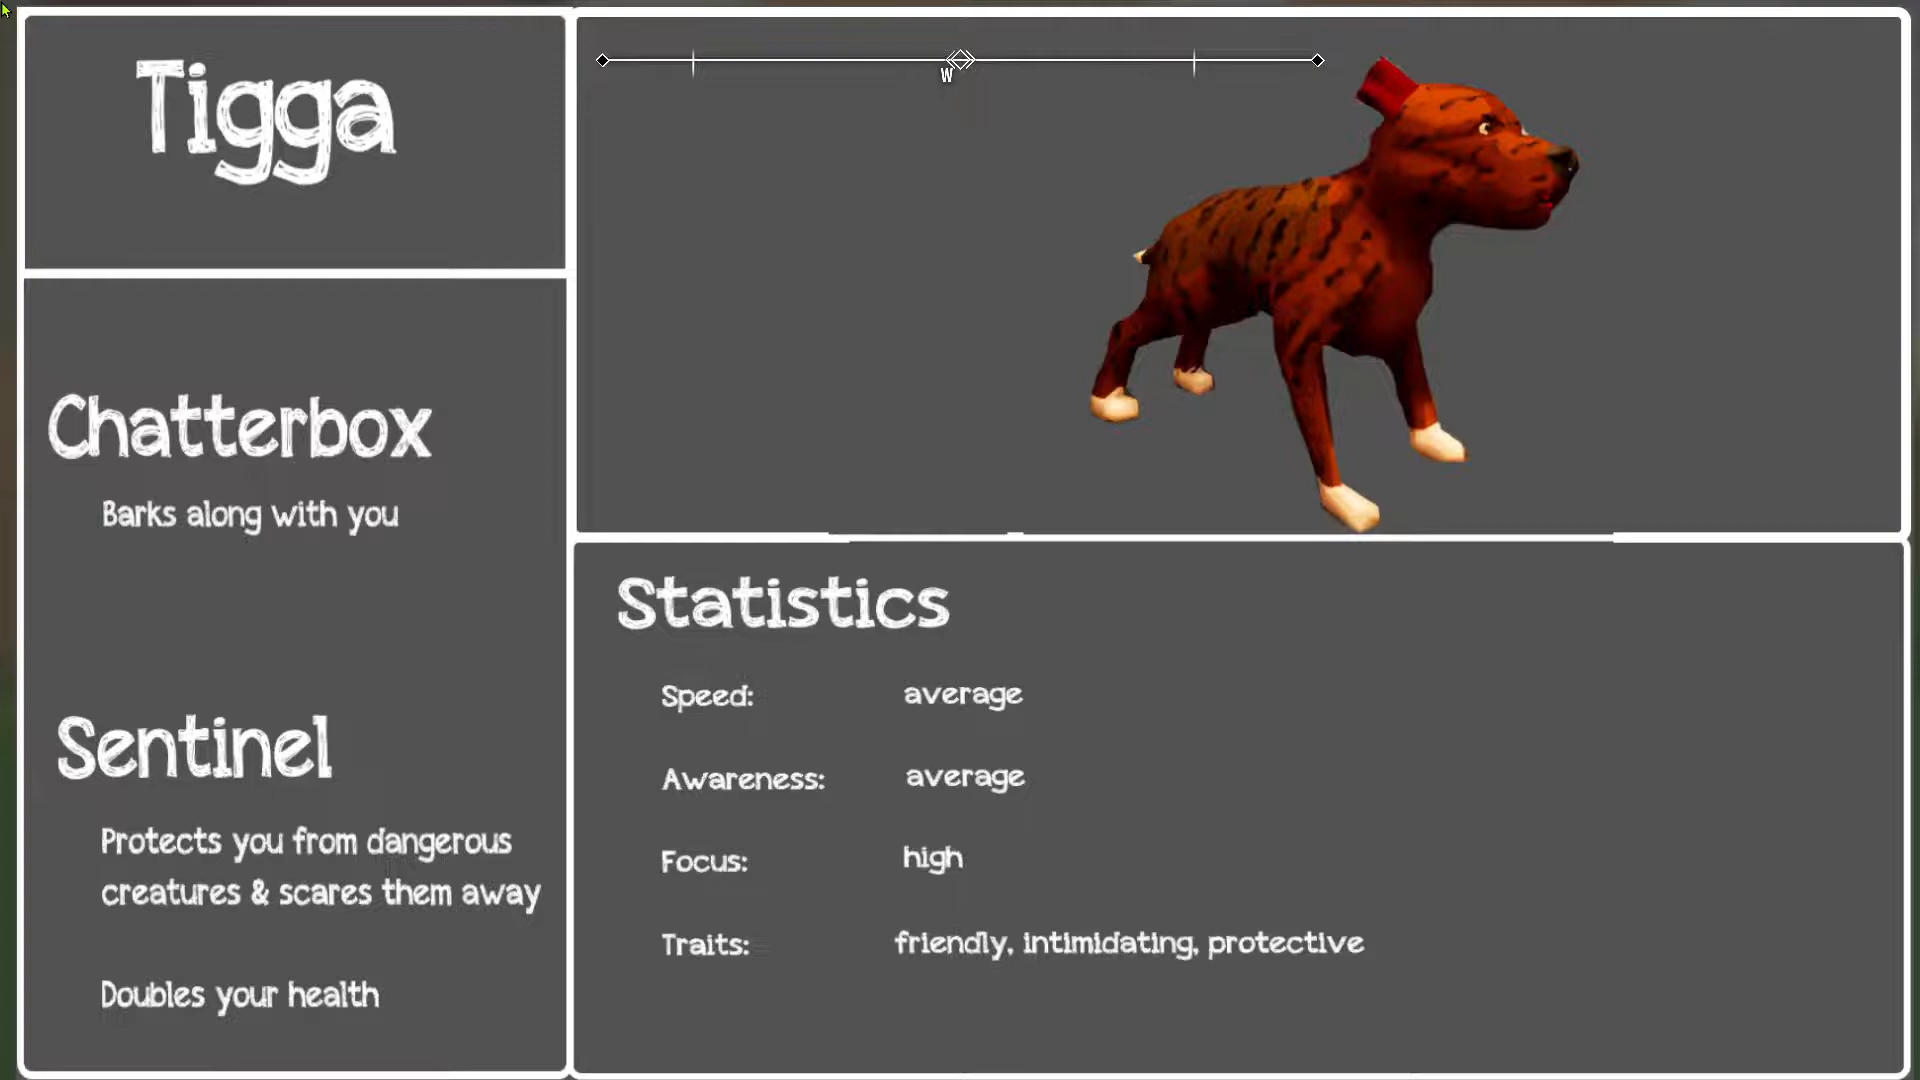 Tigga
W
Chatterbox
Barks along with you
Sentinel
Protects you from dangerous
creatures & scares them away
Doubles your health
Statistics
Speed: average
Awareness: average
Focus: high
Traits: friendly, intimidating, protective